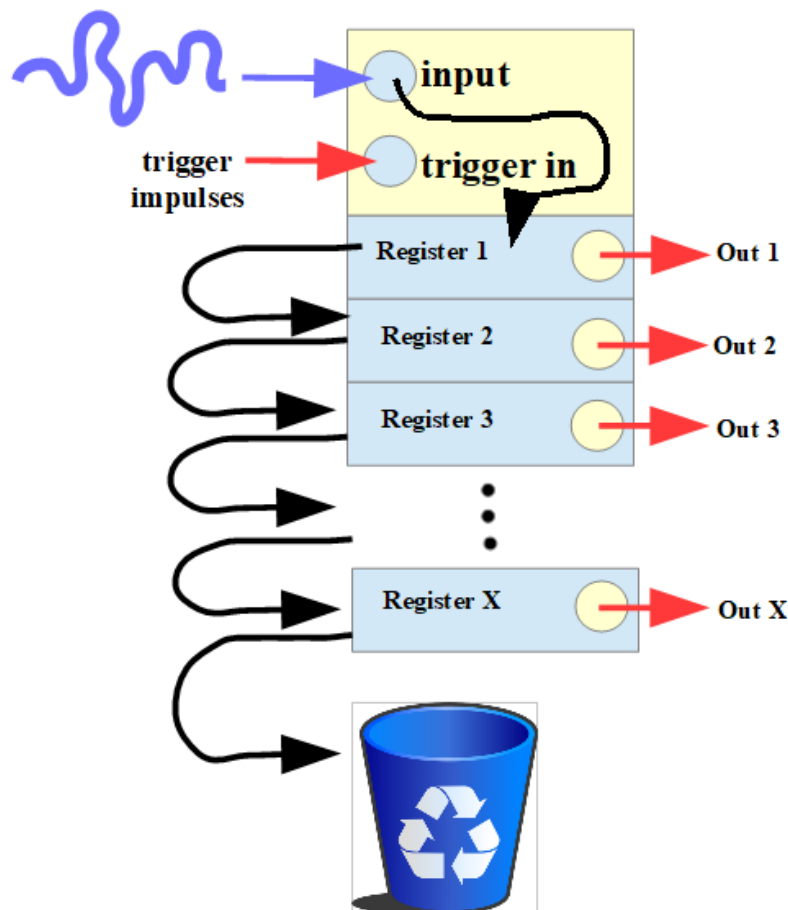 input
trigger
impulses
trigger in
Register 1
Out 1
Register 2
Out 2
Register 3
Out 3
Register X
Out X